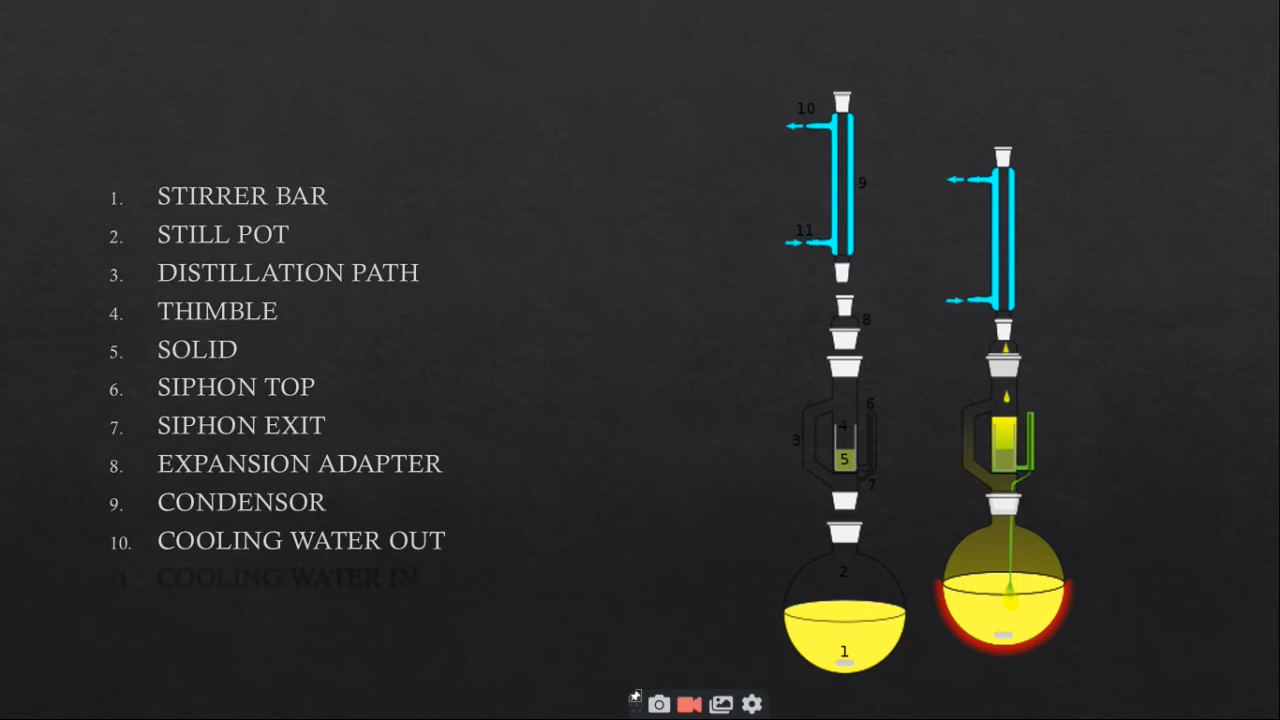 1. STIRRER BAR
2. STILL POT
3. DISTILLATION PATH
4. THIMBLE
5. SOLID
6. SIPHON TOP
7. SIPHON EXIT
8. EXPANSION ADAPTER
9. CONDENSOR
10. COOLING WATER OUT
11. COOLING WATER IN
10
9
11
8
6
4
3
5
7
2
1